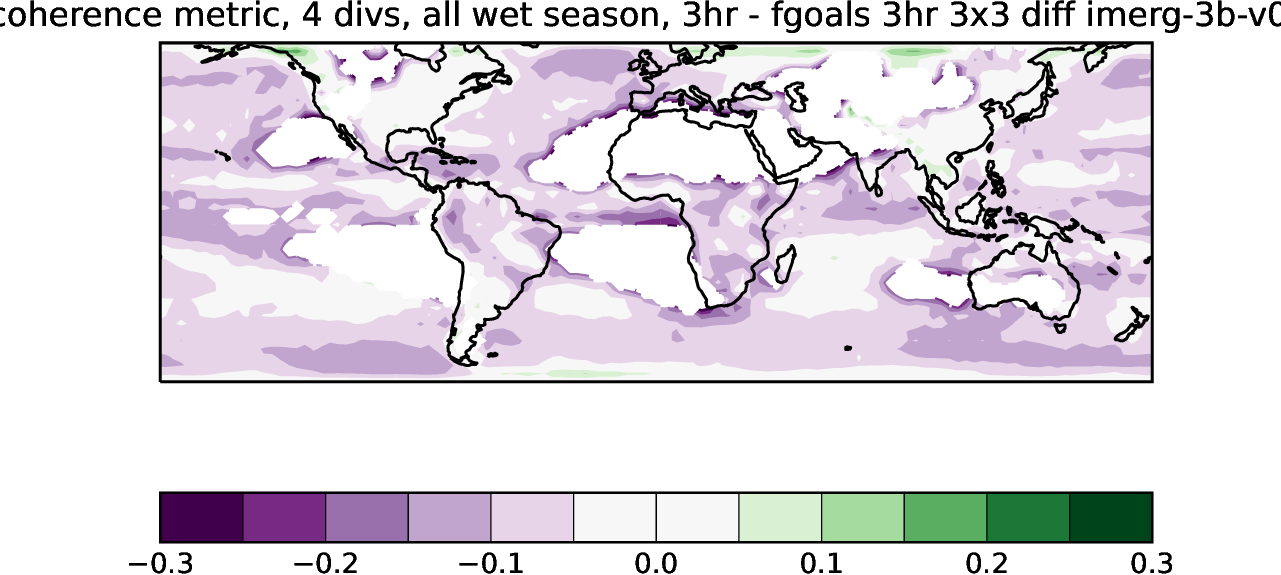 coherence metric, 4 divs, all wet season, 3hr - fgoals 3hr 3x3 diff imerg-3b-v0
−0.3 −0.2 −0.1 0.0 0.1 0.2 0.3